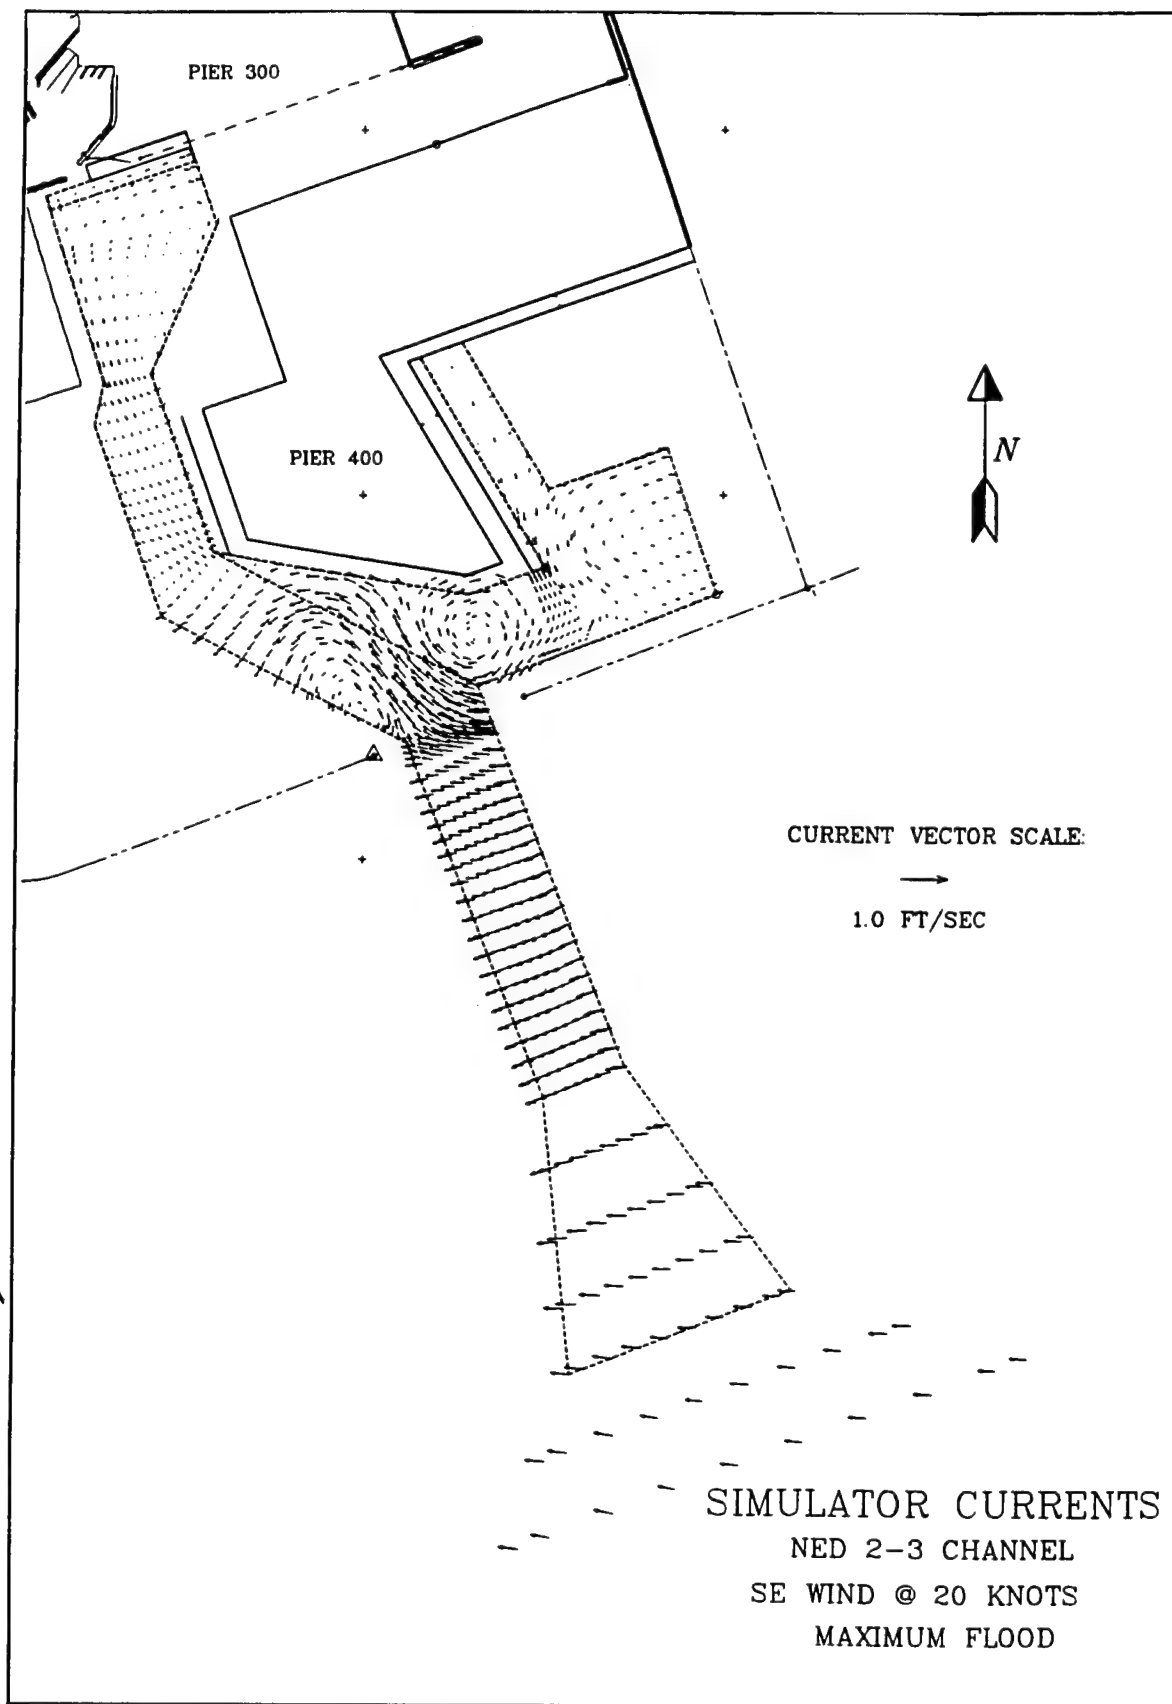 PIER 300
PIER 400
N
CURRENT VECTOR SCALE:
1.0 FT/SEC
SIMULATOR CURRENTS
NED 2-3 CHANNEL
SE WIND @ 20 KNOTS
MAXIMUM FLOOD